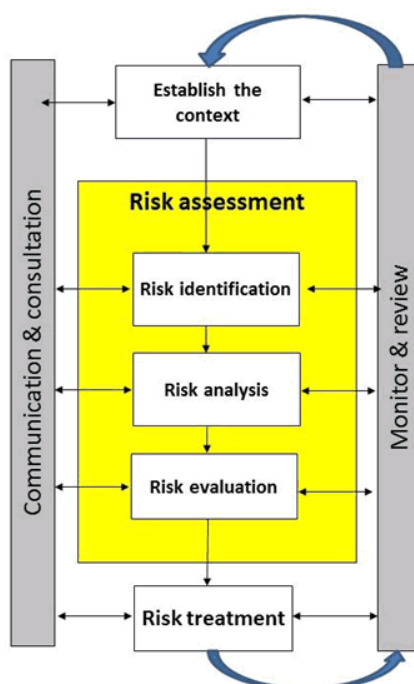 Establish the
context
Risk assessment
Risk identification
Risk analysis
Risk evaluation
Risk treatment
Communication & consultation
Monitor & review